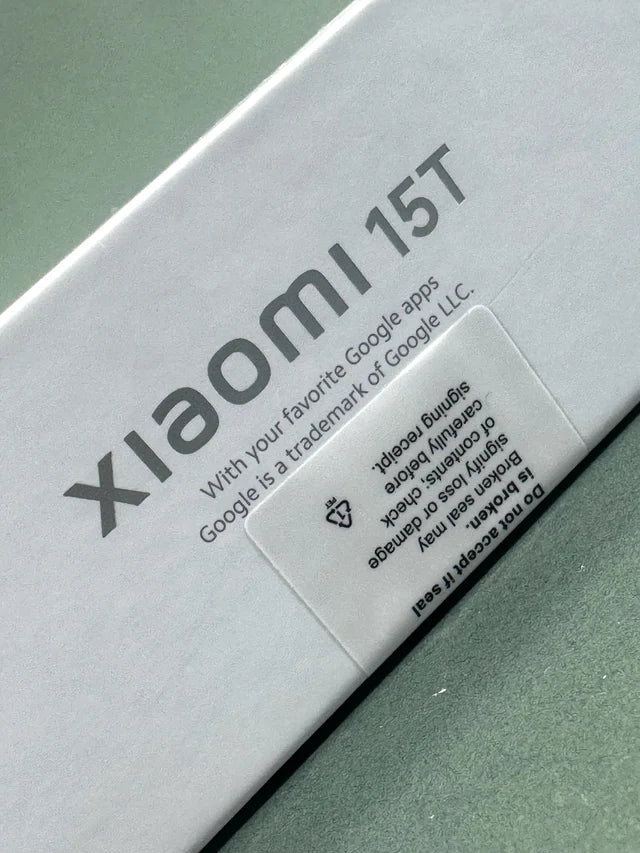 xiaomi 15T
With your favorite Google apps
Google is a trademark of Google LLC.
Do not accept if seal
is broken.
Broken seal may
signify loss or damage
of contents: check
carefully before
signing receipt.
PET